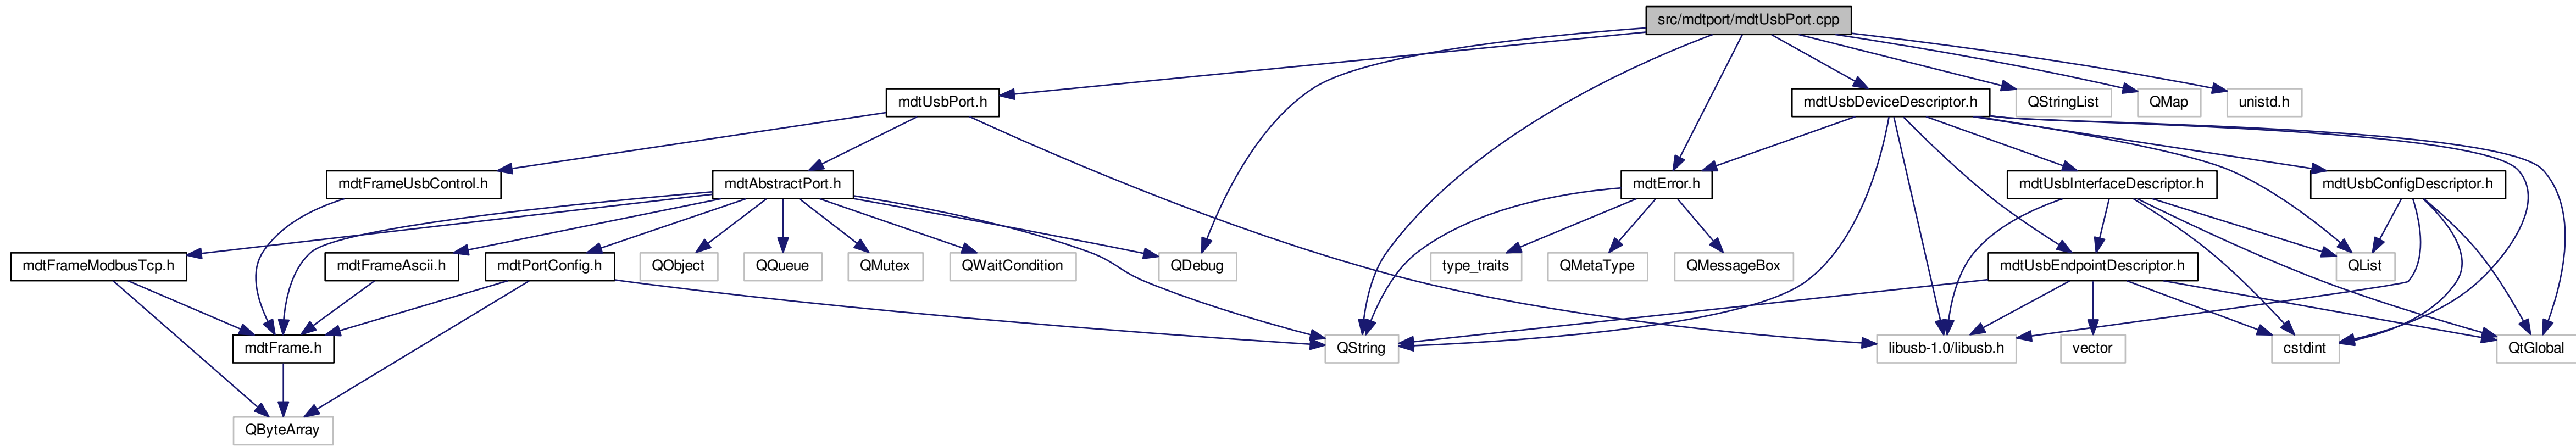 src/mdtport/mdtUsbPort.cpp
mdtUsbPort.h
mdtUsbDeviceDescriptor.h
QStringList
QMap
unistd.h
mdtFrameUsbControl.h
mdtAbstractPort.h
mdtError.h
mdtUsbInterfaceDescriptor.h
mdtUsbConfigDescriptor.h
mdtFrameModbusTcp.h
mdtFrameAscii.h
mdtPortConfig.h
QObject
QQueue
QMutex
QWaitCondition
QDebug
type_traits
QMetaType
QMessageBox
mdtUsbEndpointDescriptor.h
QList
mdtFrame.h
QString
libusb-1.0/libusb.h
vector
cstdint
QtGlobal
QByteArray